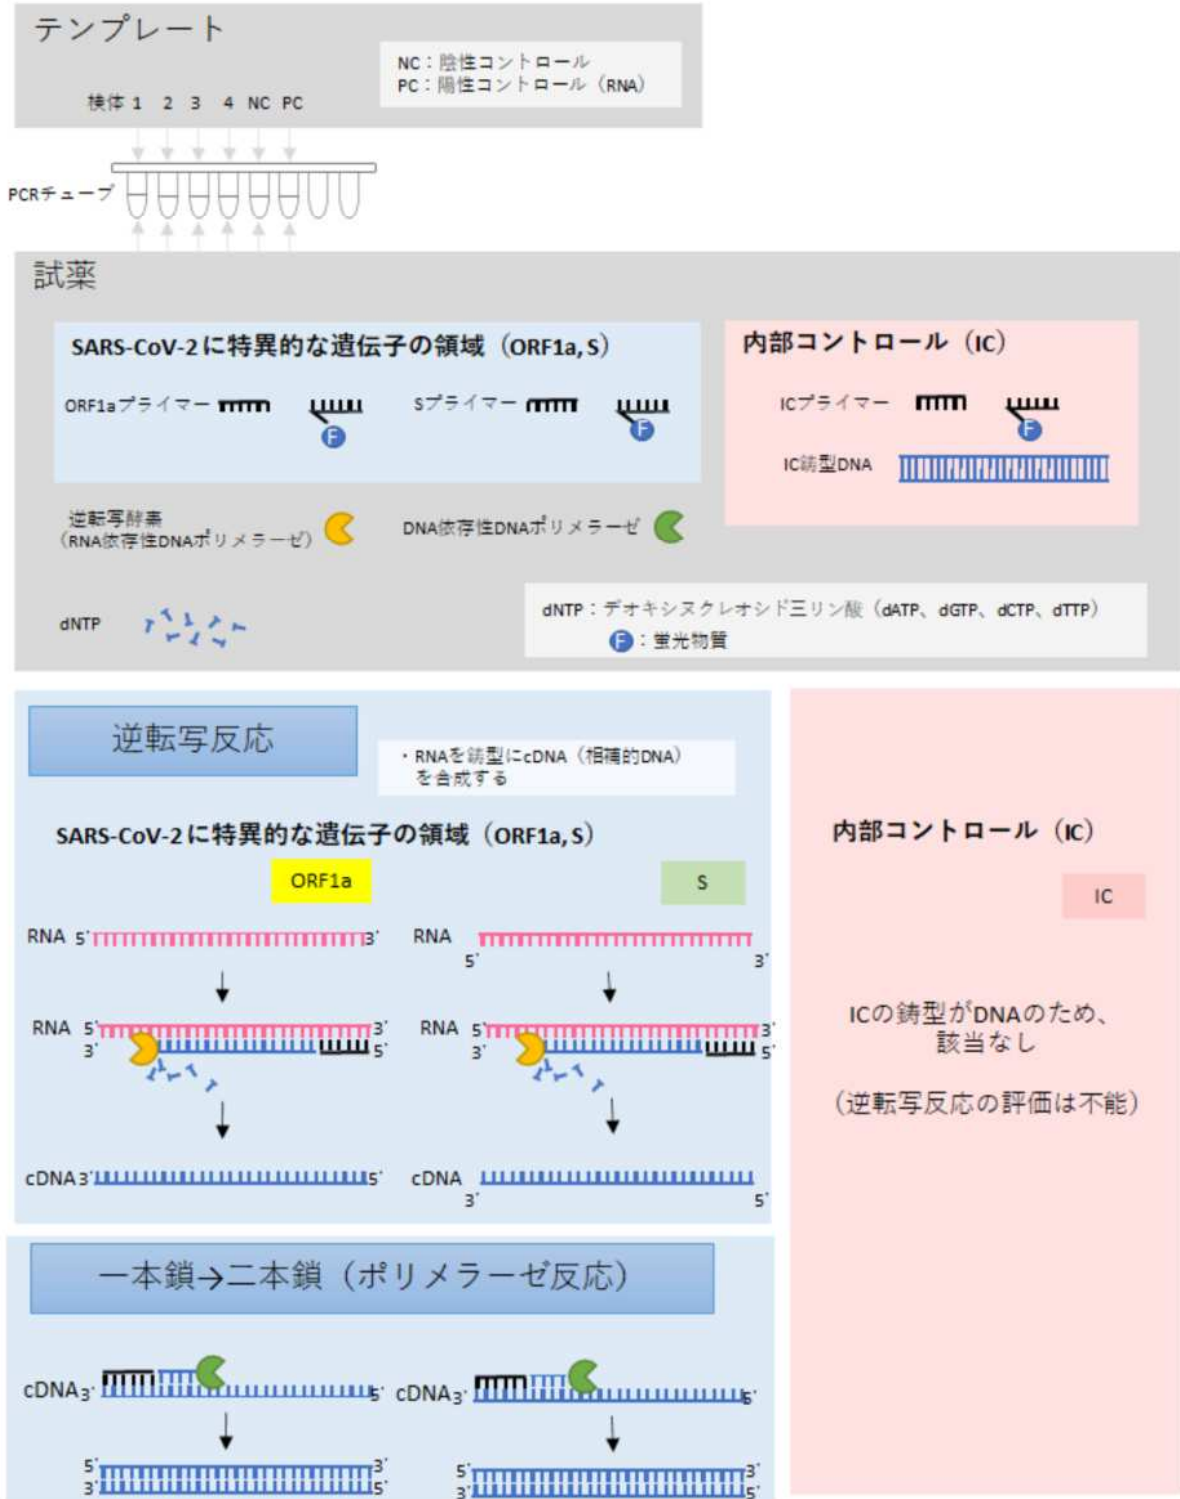 テンプレート
NC：陰性コントロール
PC：陽性コントロール（RNA）
検体 1 2 3 4 NC PC
PCRチューブ
試薬
SARS-CoV-2に特異的な遺伝子の領域（ORF1a, S）
内部コントロール（IC）
ORF1aプライマー
Sプライマー
ICプライマー
F
F
F
IC鋳型DNA
逆転写酵素
（RNA依存性DNAポリメラーゼ）
DNA依存性DNAポリメラーゼ
dNTP
dNTP：デオキシヌクレオシド三リン酸（dATP、dGTP、dCTP、dTTP）
F：蛍光物質
逆転写反応
・RNAを鋳型にcDNA（相補的DNA）
を合成する
SARS-CoV-2に特異的な遺伝子の領域（ORF1a, S）
内部コントロール（IC）
ORF1a
S
IC
RNA 5' 3'
RNA 5' 3'
ICの鋳型がDNAのため、
該当なし
（逆転写反応の評価は不能）
RNA 5' 3'
3' 5'
RNA 5' 3'
3' 5'
cDNA 3' 5'
cDNA 3' 5'
一本鎖→二本鎖（ポリメラーゼ反応）
cDNA 3' 5'
cDNA 3' 5'
5' 3'
3' 5'
5' 3'
3' 5'